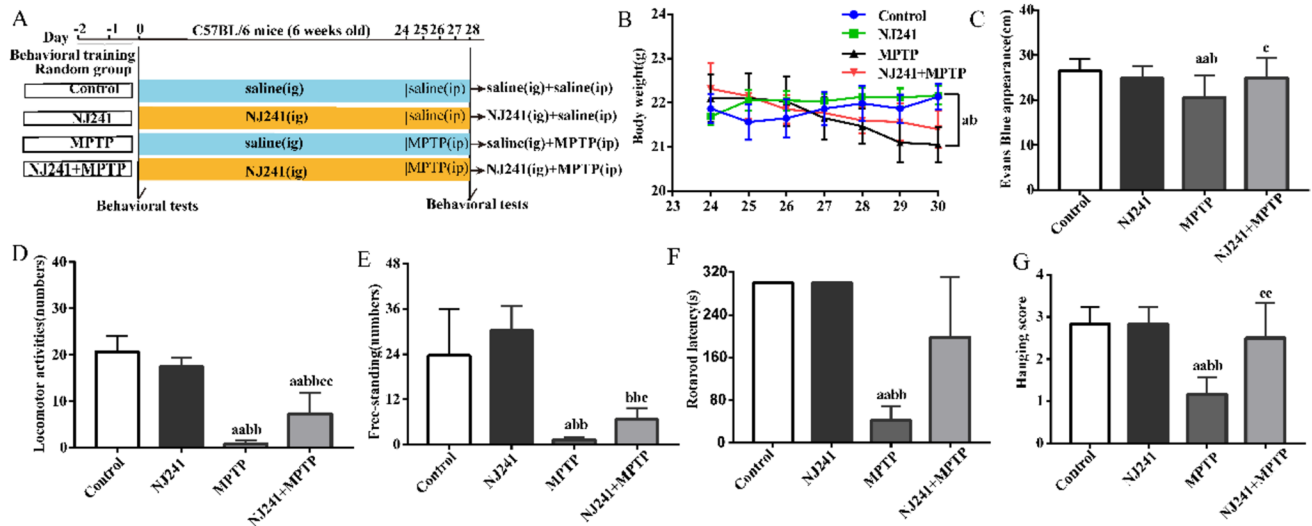 A
Day
-2 -1 0 C57BL/6 mice (6 weeks old) 24 25 26 27 28
Behavioral training
Random group
Control saline(ig) |saline(ip) saline(ig)+saline(ip)
NJ241 NJ241(ig) |saline(ip) NJ241(ig)+saline(ip)
MPTP saline(ig) |MPTP(ip) saline(ig)+MPTP(ip)
NJ241+MPTP NJ241(ig) |MPTP(ip) NJ241(ig)+MPTP(ip)
Behavioral tests Behavioral tests
B
Body weight(g)
23
22
21
20
23 24 25 26 27 28 29 30
Control
NJ241
MPTP
NJ241+MPTP
ab
C
Evans Blue appearance(cm)
40
30
20
10
0
aab
c
Control NJ241 MPTP NJ241+MPTP
D
Locomotor activities(numbers)
40
30
20
10
0
aabb
aabbcc
Control NJ241 MPTP NJ241+MPTP
E
Free-standing(numbers)
48
36
24
12
0
abb
bbc
Control NJ241 MPTP NJ241+MPTP
F
Rotarod latency(s)
320
240
160
80
0
aabb
Control NJ241 MPTP NJ241+MPTP
G
Hanging score
4
3
2
1
0
aabb
cc
Control NJ241 MPTP NJ241+MPTP